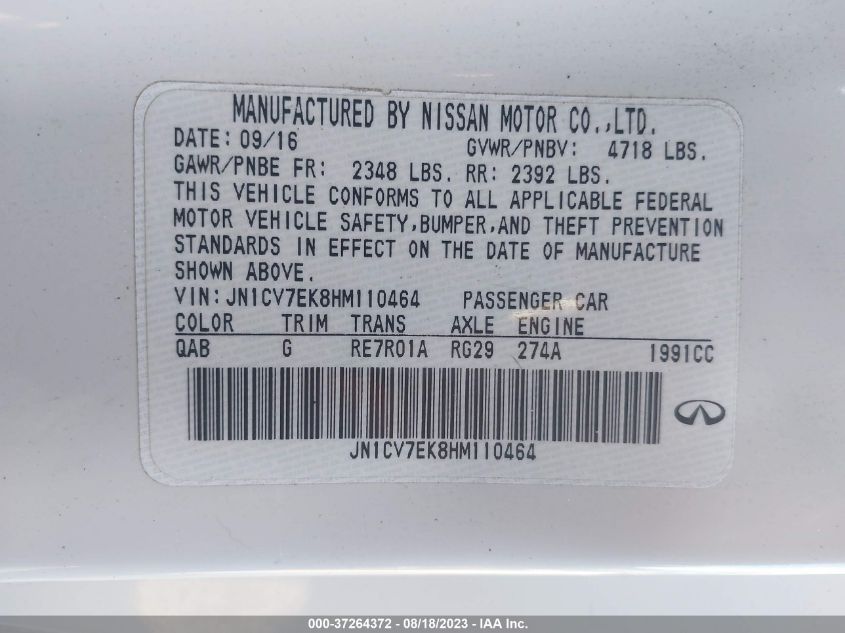 MANUFACTURED BY NISSAN MOTOR CO.,LTD.
DATE: 09/16 GVWR/PNBV: 4718 LBS.
GAWR/PNBE FR: 2348 LBS. RR: 2392 LBS.
THIS VEHICLE CONFORMS TO ALL APPLICABLE FEDERAL
MOTOR VEHICLE SAFETY,BUMPER,AND THEFT PREVENTION
STANDARDS IN EFFECT ON THE DATE OF MANUFACTURE
SHOWN ABOVE.
VIN: JN1CV7EK8HM110464 PASSENGER CAR
COLOR TRIM TRANS AXLE ENGINE
QAB G RE7R01A RG29 274A 1991CC
JN1CV7EK8HM110464
000-37264372 - 08/18/2023 - IAA Inc.